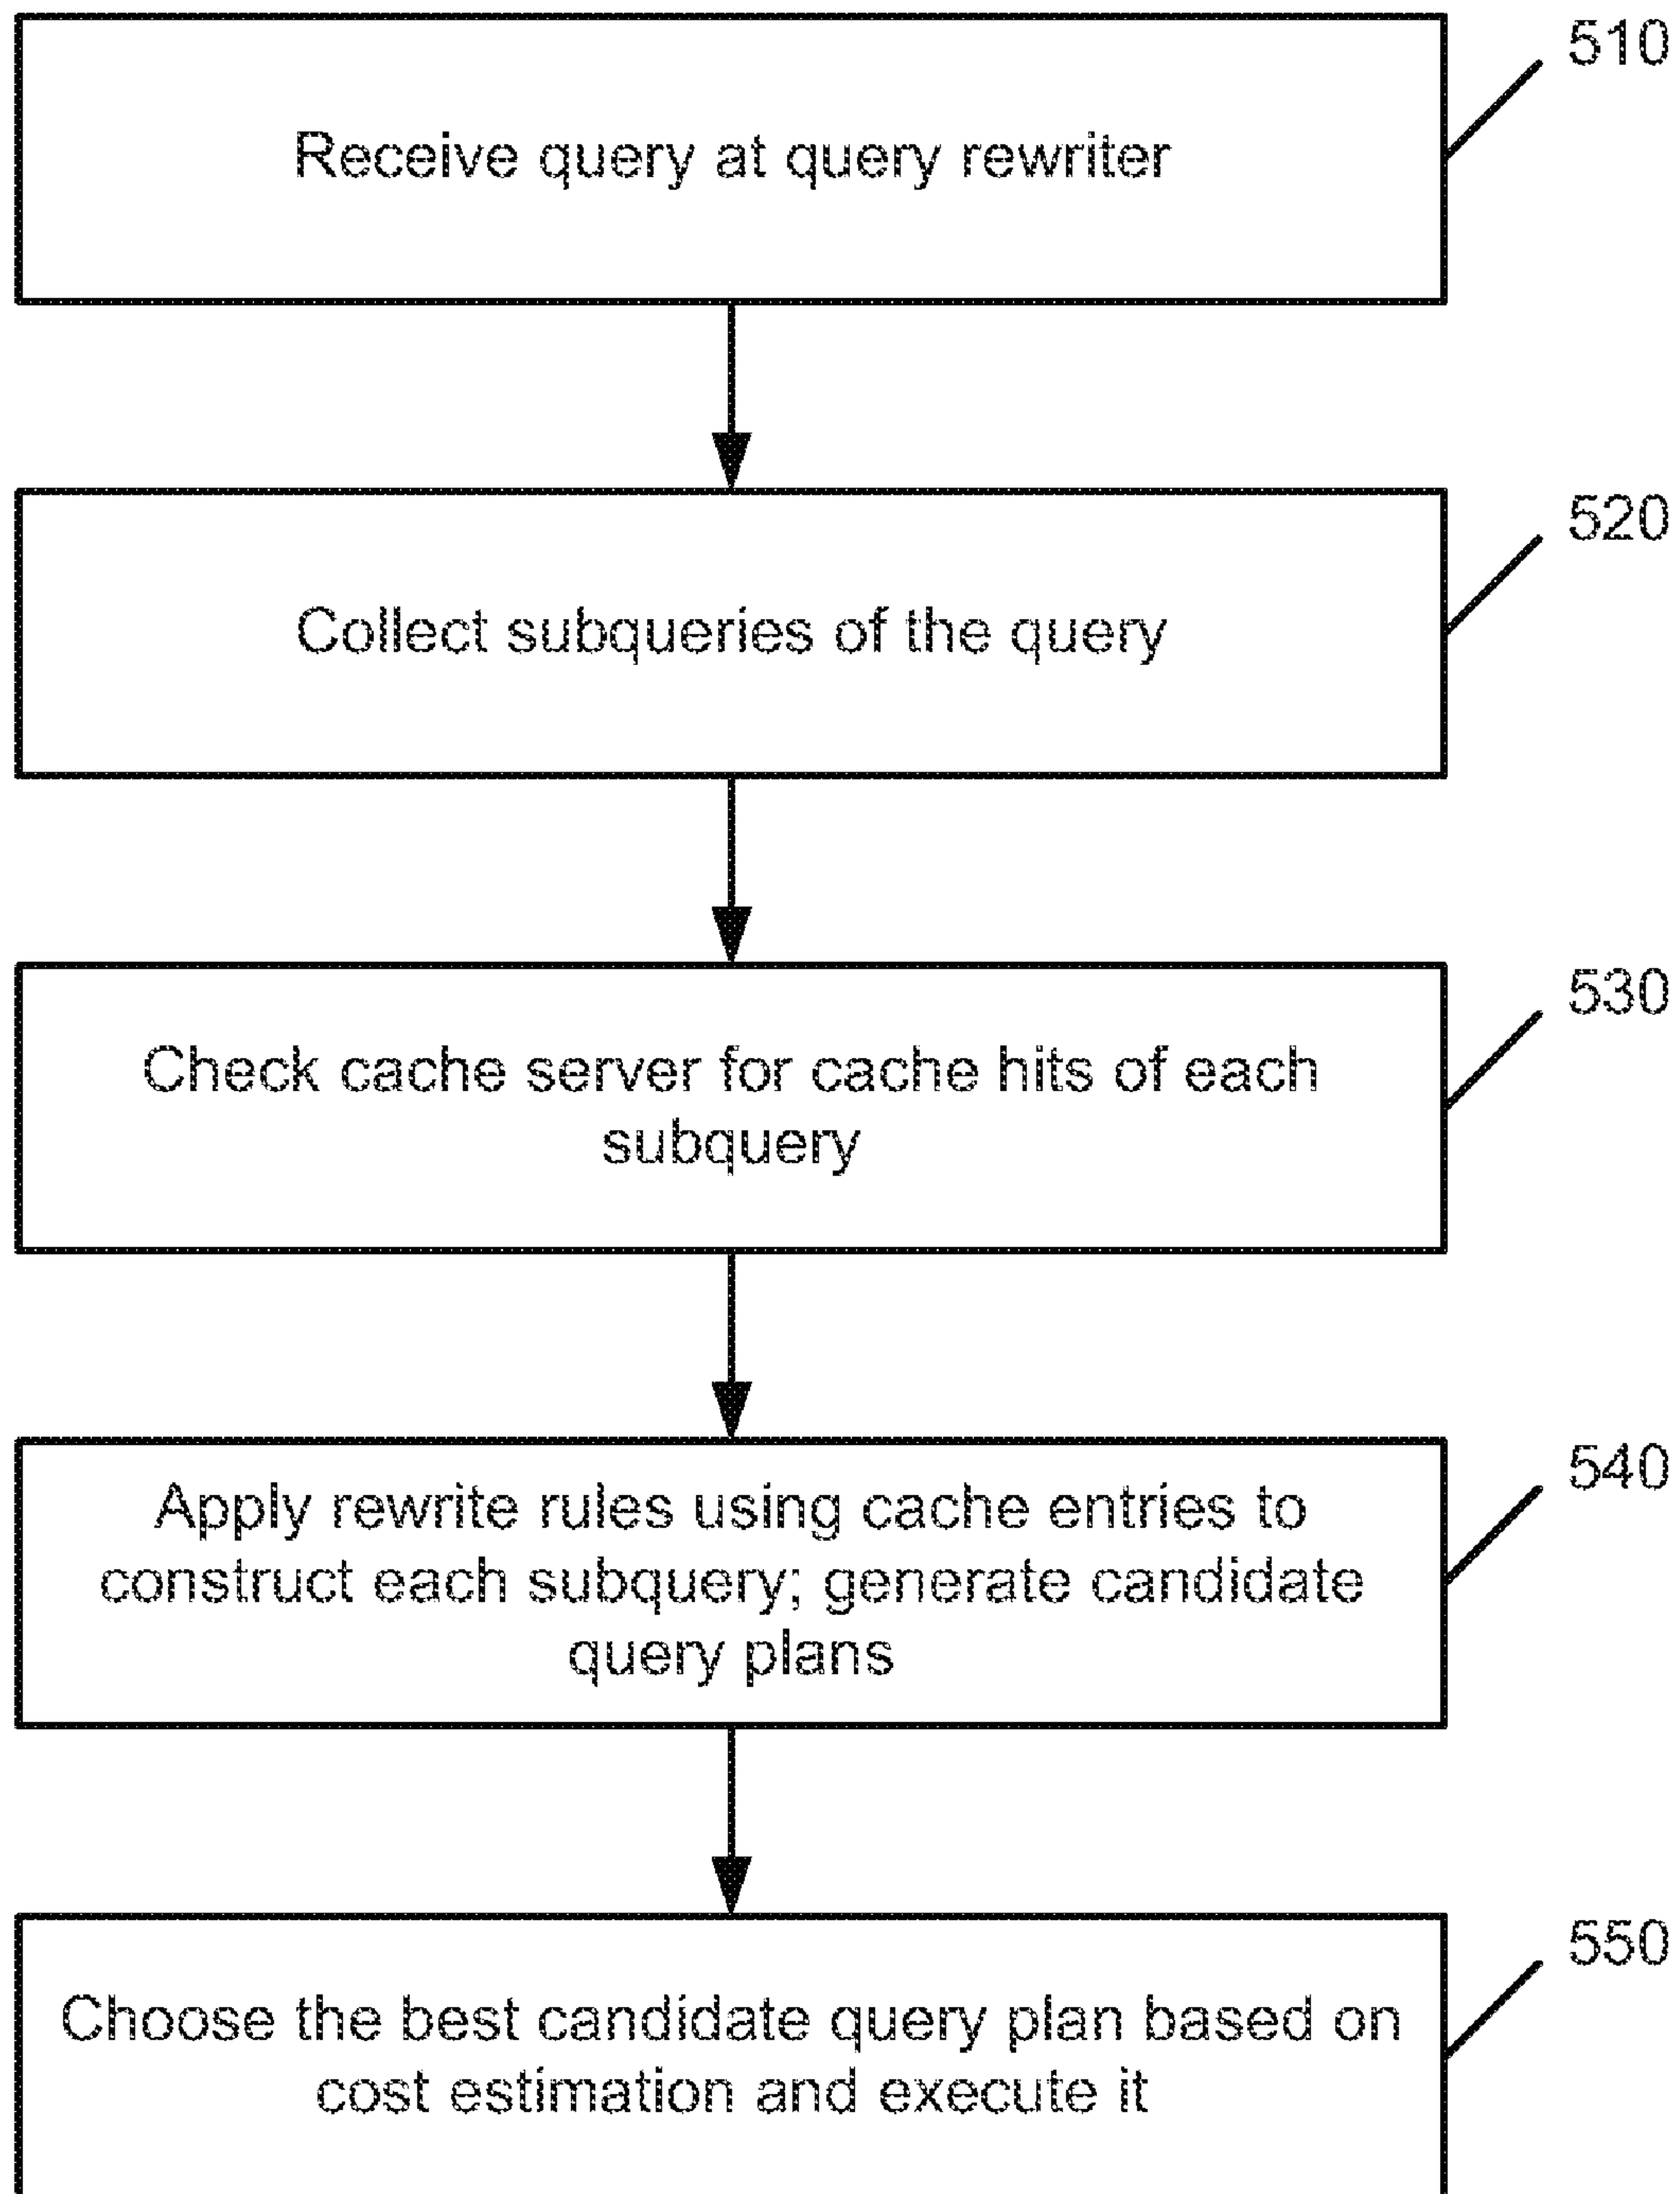 510
Receive query at query rewriter
520
Collect subqueries of the query
530
Check cache server for cache hits of each
subquery
540
Apply rewrite rules using cache entries to
construct each subquery; generate candidate
query plans
550
Choose the best candidate query plan based on
cost estimation and execute it